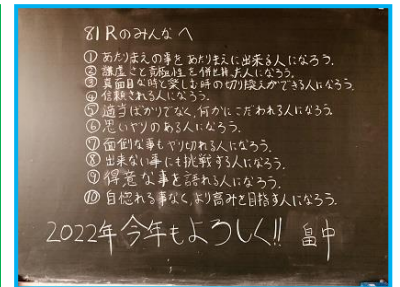 81Rのみんなへ
① あたりまえの事をあたりまえに出来る人になろう。
② 謙虚さと貪欲性を併せ持った人になろう。
③ 真面目な時と楽しむ時の切り換えができる人になろう。
④ 信頼される人になろう。
⑤ 適当ばかりでなく、何かにこだわれる人になろう。
⑥ 思いやりのある人になろう。
⑦ 面倒な事もやり切れる人になろう。
⑧ 出来ない事にも挑戦する人になろう。
⑨ 得意な事を語れる人になろう。
⑩ 自惚れる事なく、より高みを目指す人になろう。
2022年 今年もよろしく!! 畠中